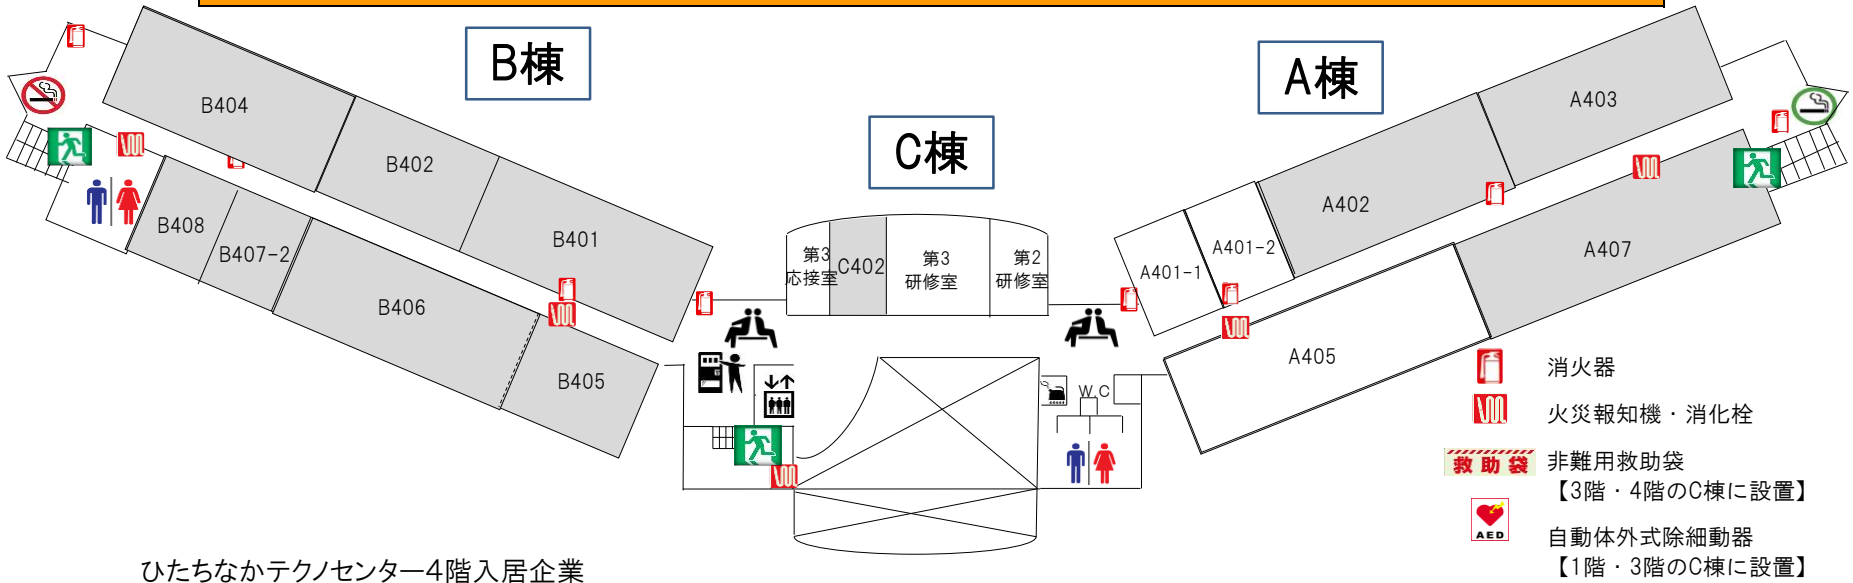 B棟
A棟
C棟
B404
B402
B401
B408
B407-2
B406
B405
第3
応接室
C402
第3
研修室
第2
研修室
A403
A402
A401-2
A401-1
A407
A405
W.C
消火器
火災報知機・消化栓
救助袋
非難用救助袋
【3階・4階のC棟に設置】
AED
自動体外式除細動器
【1階・3階のC棟に設置】
ひたちなかテクノセンター4階入居企業